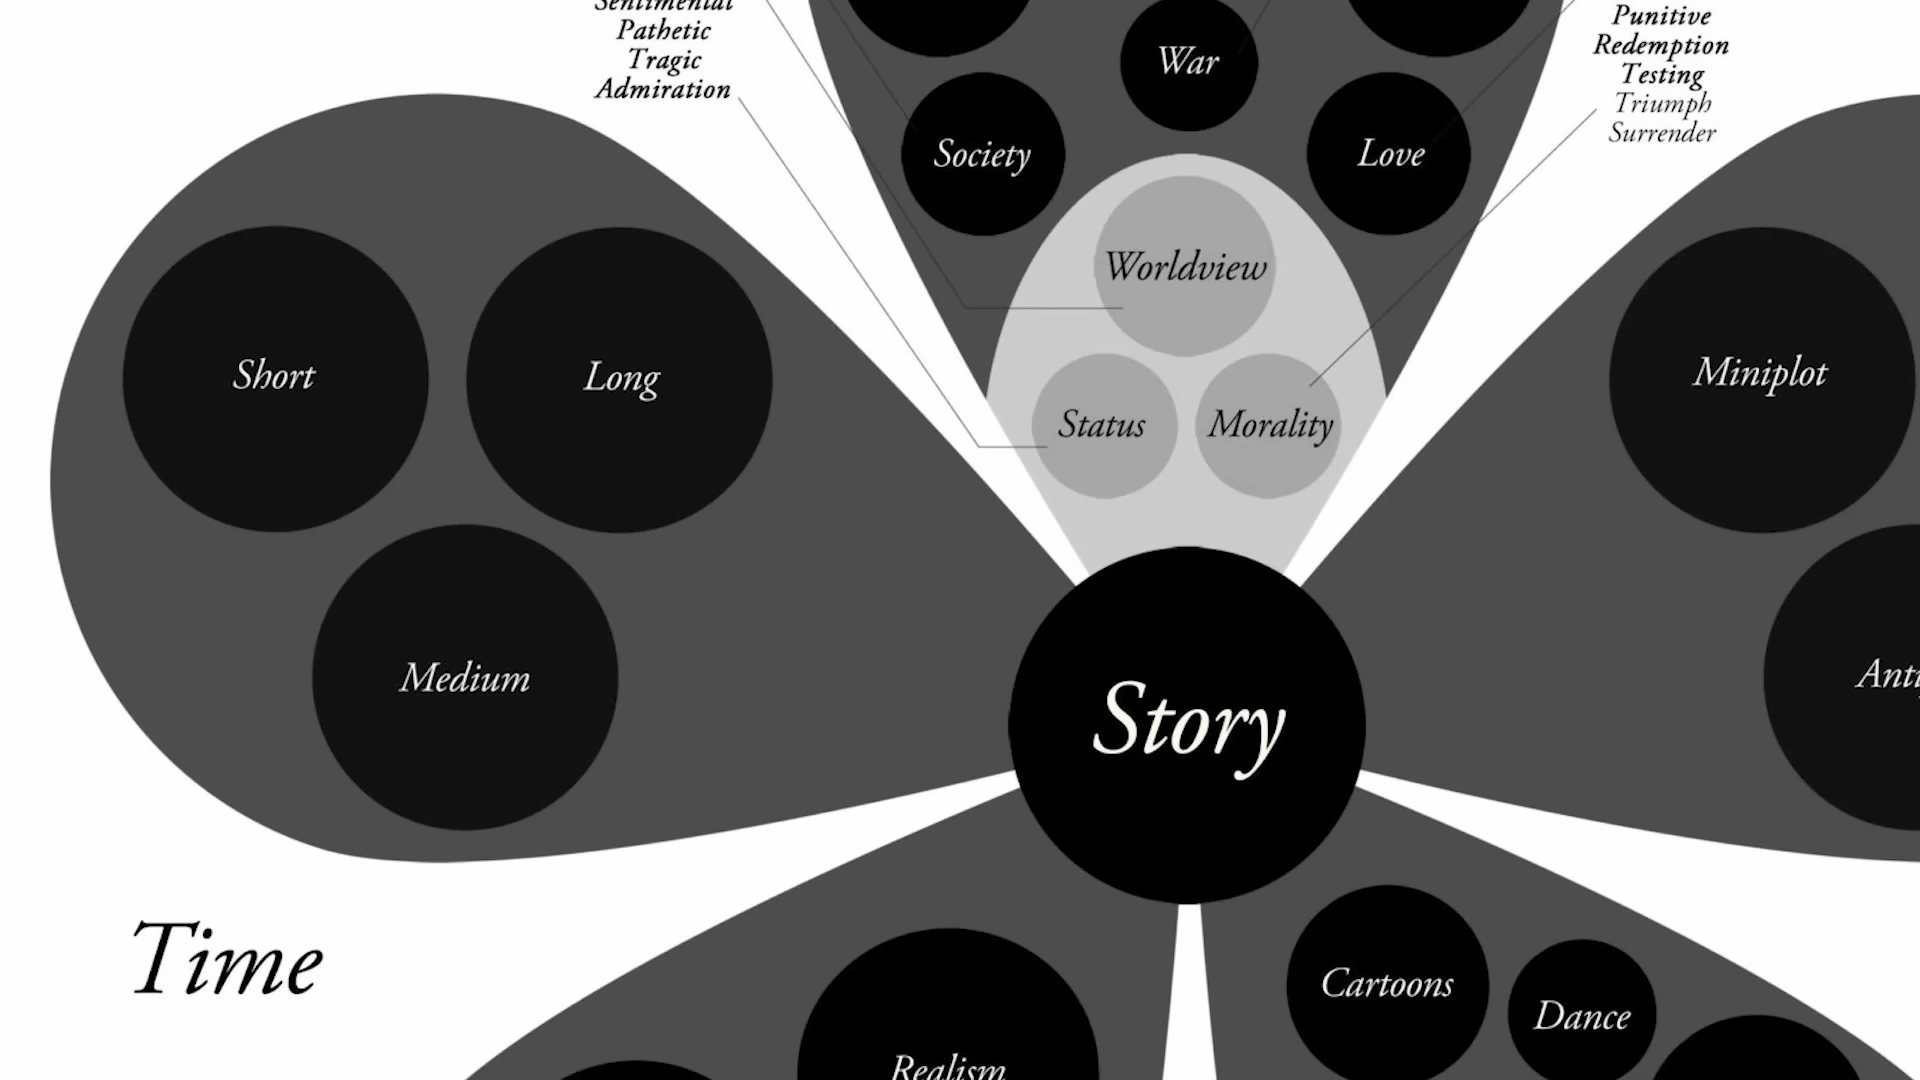 Sentimental
Pathetic
Tragic
Admiration
Punitive
Redemption
Testing
Triumph
Surrender
War
Society
Love
Worldview
Status
Morality
Short
Long
Medium
Miniplot
Story
Time
Realism
Cartoons
Dance